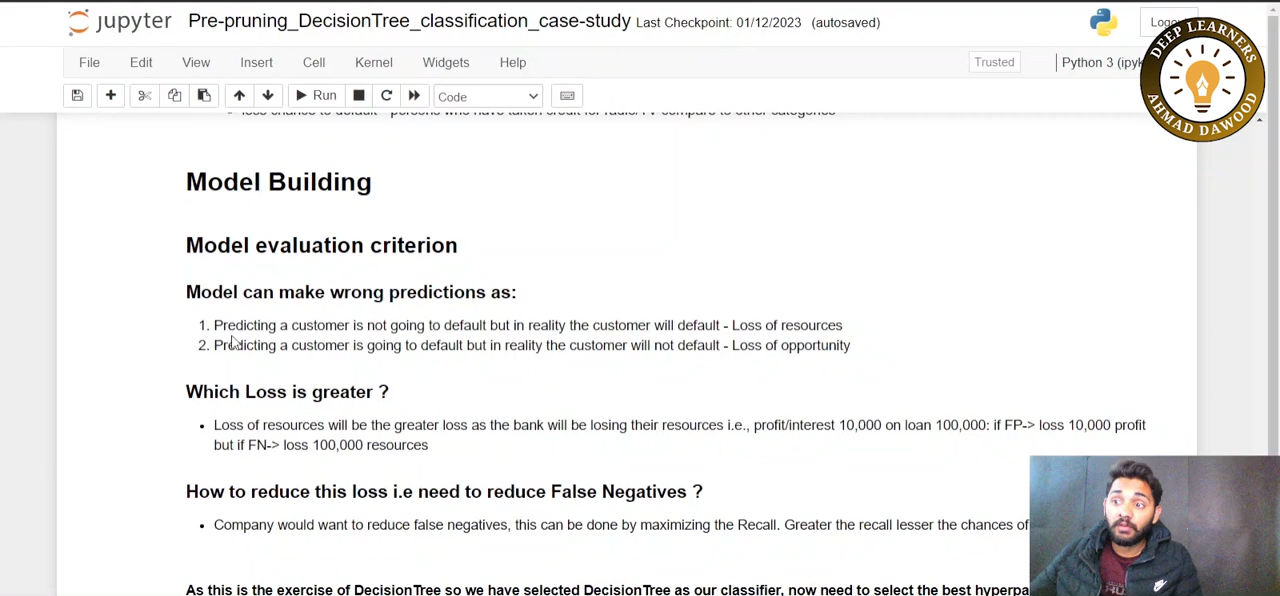 jupyter Pre-pruning_DecisionTree_classification_case-study Last Checkpoint: 01/12/2023 (autosaved)
DEEP LEARNERS
AHMAD DAWOOD
File Edit View Insert Cell Kernel Widgets Help Trusted Python 3
Run Code
Model Building
Model evaluation criterion
Model can make wrong predictions as:
1. Predicting a customer is not going to default but in reality the customer will default - Loss of resources
2. Predicting a customer is going to default but in reality the customer will not default - Loss of opportunity
Which Loss is greater ?
Loss of resources will be the greater loss as the bank will be losing their resources i.e., profit/interest 10,000 on loan 100,000: if FP-> loss 10,000 profit
but if FN-> loss 100,000 resources
How to reduce this loss i.e need to reduce False Negatives ?
Company would want to reduce false negatives, this can be done by maximizing the Recall. Greater the recall lesser the chances of
As this is the exercise of DecisionTree so we have selected DecisionTree as our classifier, now need to select the best